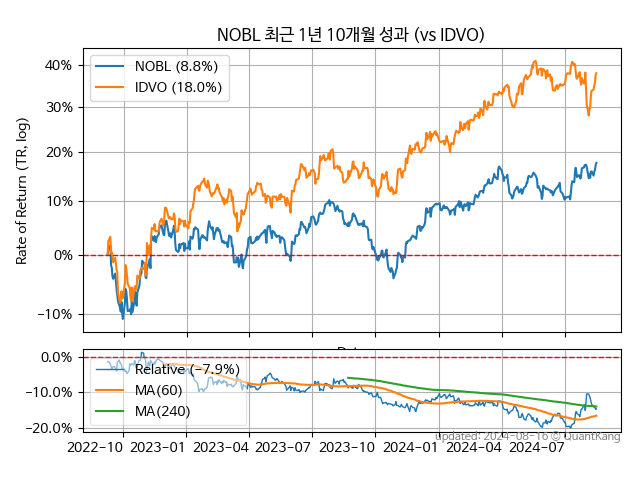 NOBL 최근 1년 10개월 성과 (vs IDVO)
Rate of Return (TR, log)
40%
30%
20%
10%
0%
−10%
NOBL (8.8%)
IDVO (18.0%)
0.0%
−10.0%
−20.0%
Relative (−7.9%)
MA(60)
MA(240)
2022-10 2023-01 2023-04 2023-07 2023-10 2024-01 2024-04 2024-07
Updated: 2024-08-16 © QuantKang